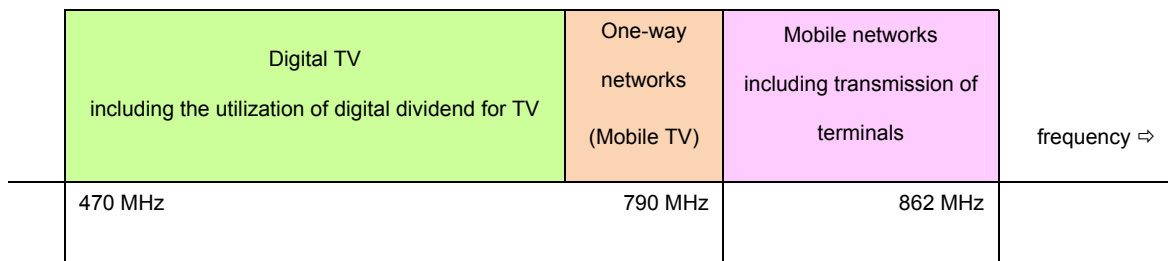 Digital TV
including the utilization of digital dividend for TV
One-way
networks
(Mobile TV)
Mobile networks
including transmission of
terminals
frequency ⇨
470 MHz
790 MHz
862 MHz